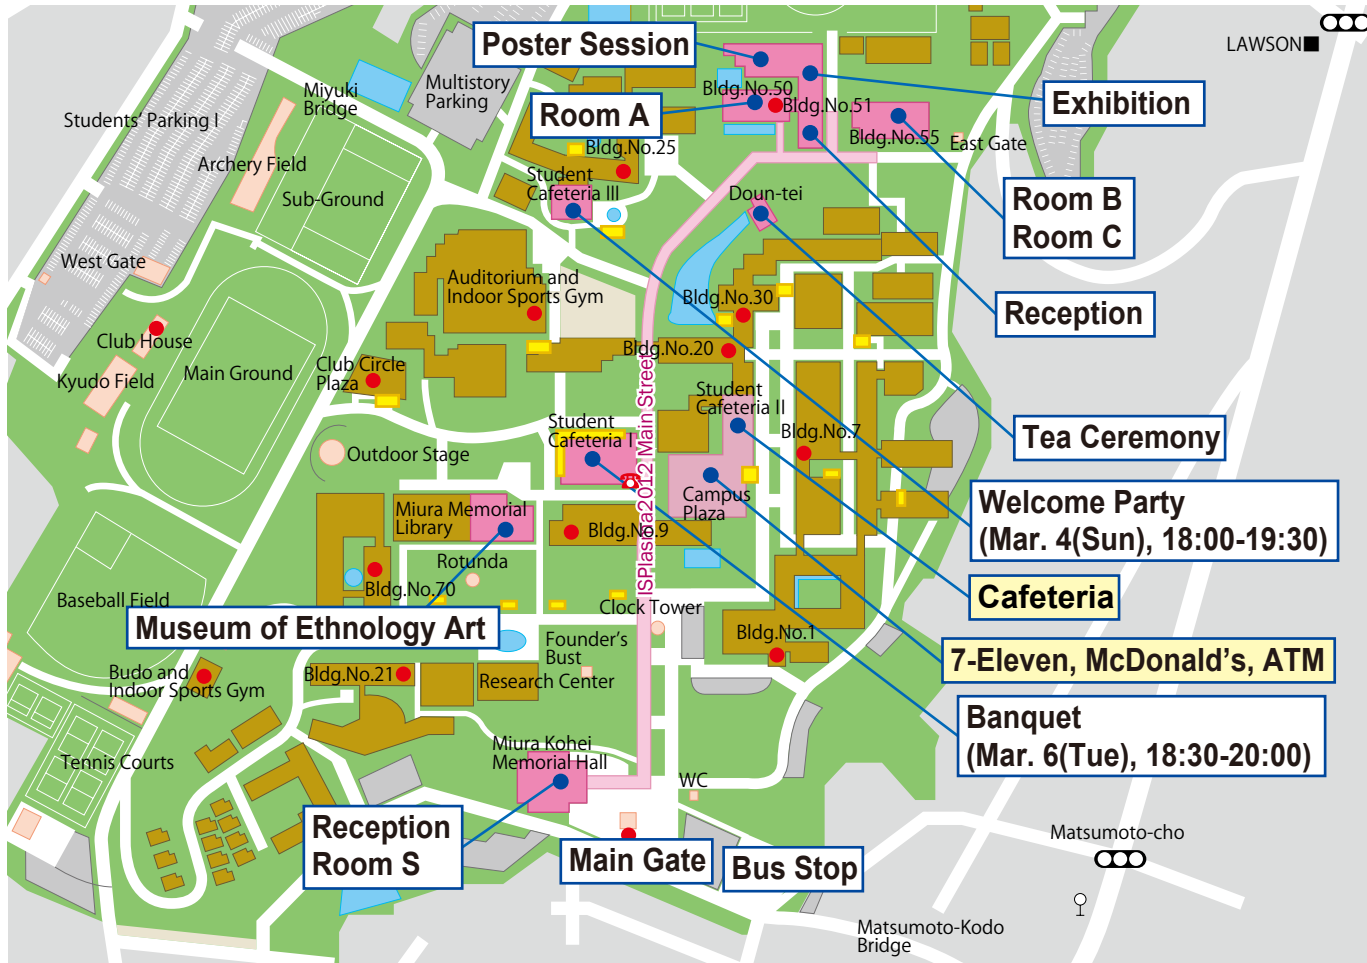 LAWSON
Poster Session
Multistory
Parking
Miyuki
Bridge
Students' Parking I
Bldg.No.50
Bldg.No.51
Room A
Exhibition
Bldg.No.55
East Gate
Bldg.No.25
Archery Field
Student
Cafeteria III
Sub-Ground
Doun-tei
Room B
Room C
West Gate
Auditorium and
Indoor Sports Gym
Bldg.No.30
Reception
Club House
Bldg.No.20
Club Circle
Plaza
Kyudo Field
Main Ground
ISPlasma2012 Main Street
Student
Cafeteria II
Student
Cafeteria I
Bldg.No.7
Tea Ceremony
Outdoor Stage
Campus
Plaza
Welcome Party
(Mar. 4(Sun), 18:00-19:30)
Miura Memorial
Library
Bldg.No.9
Rotunda
Bldg.No.70
Cafeteria
Baseball Field
Clock Tower
Museum of Ethnology Art
Founder's
Bust
Bldg.No.1
7-Eleven, McDonald's, ATM
Budo and
Indoor Sports Gym
Bldg.No.21
Research Center
Banquet
(Mar. 6(Tue), 18:30-20:00)
Tennis Courts
Miura Kohei
Memorial Hall
WC
Reception
Room S
Main Gate
Bus Stop
Matsumoto-cho
Matsumoto-Kodo
Bridge